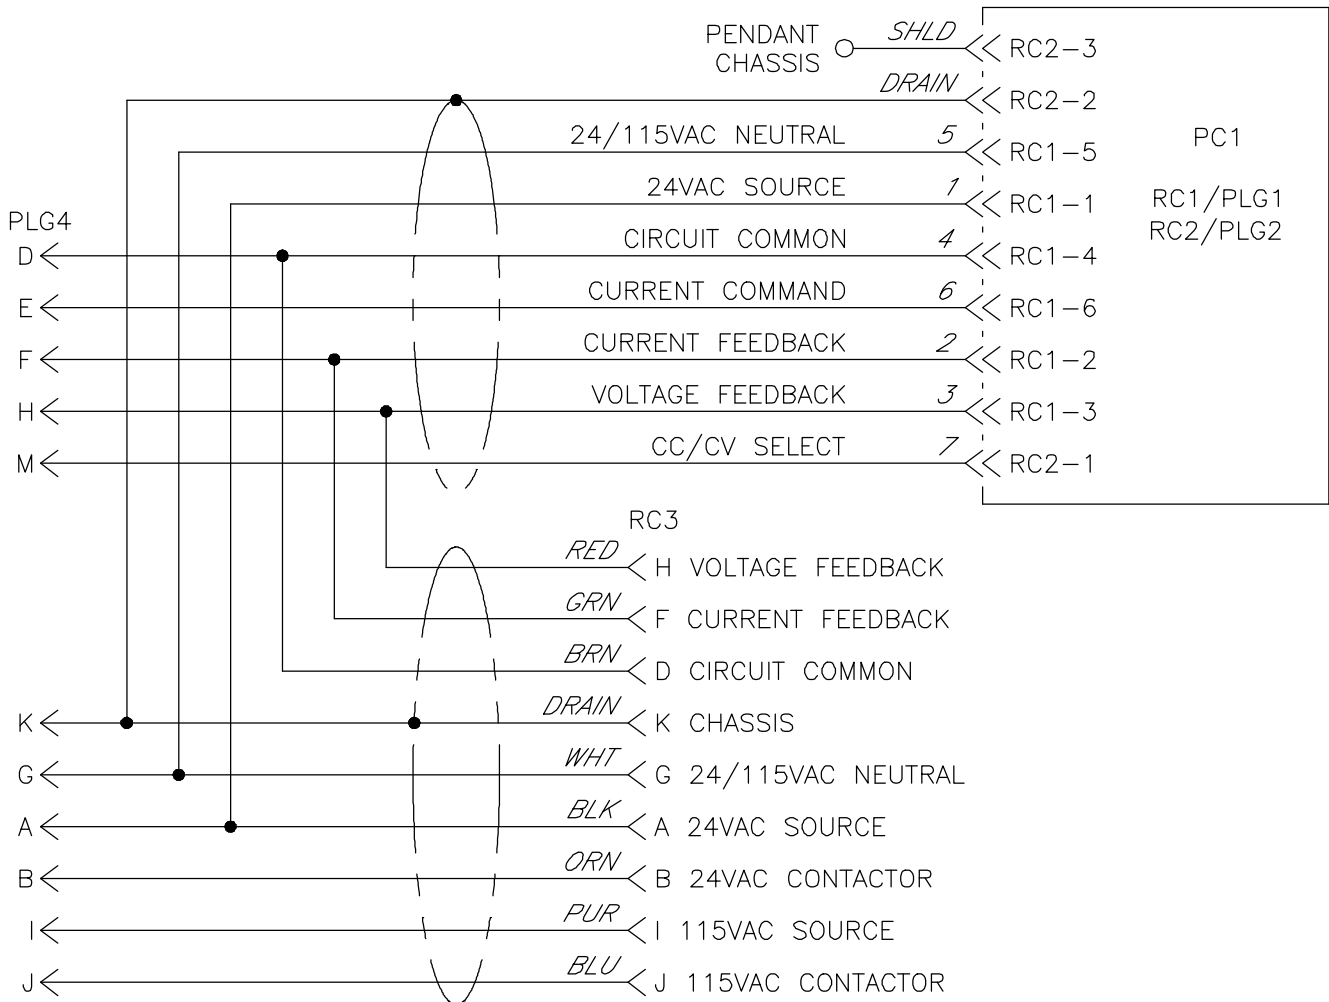 PENDANT
CHASSIS
SHLD RC2-3
DRAIN RC2-2
24/115VAC NEUTRAL 5 RC1-5
24VAC SOURCE 1 RC1-1
PC1
RC1/PLG1
RC2/PLG2
PLG4
D CIRCUIT COMMON 4 RC1-4
E CURRENT COMMAND 6 RC1-6
F CURRENT FEEDBACK 2 RC1-2
H VOLTAGE FEEDBACK 3 RC1-3
M CC/CV SELECT 7 RC2-1
RC3
RED H VOLTAGE FEEDBACK
GRN F CURRENT FEEDBACK
BRN D CIRCUIT COMMON
K DRAIN K CHASSIS
G WHT G 24/115VAC NEUTRAL
A BLK A 24VAC SOURCE
B ORN B 24VAC CONTACTOR
I PUR I 115VAC SOURCE
J BLU J 115VAC CONTACTOR